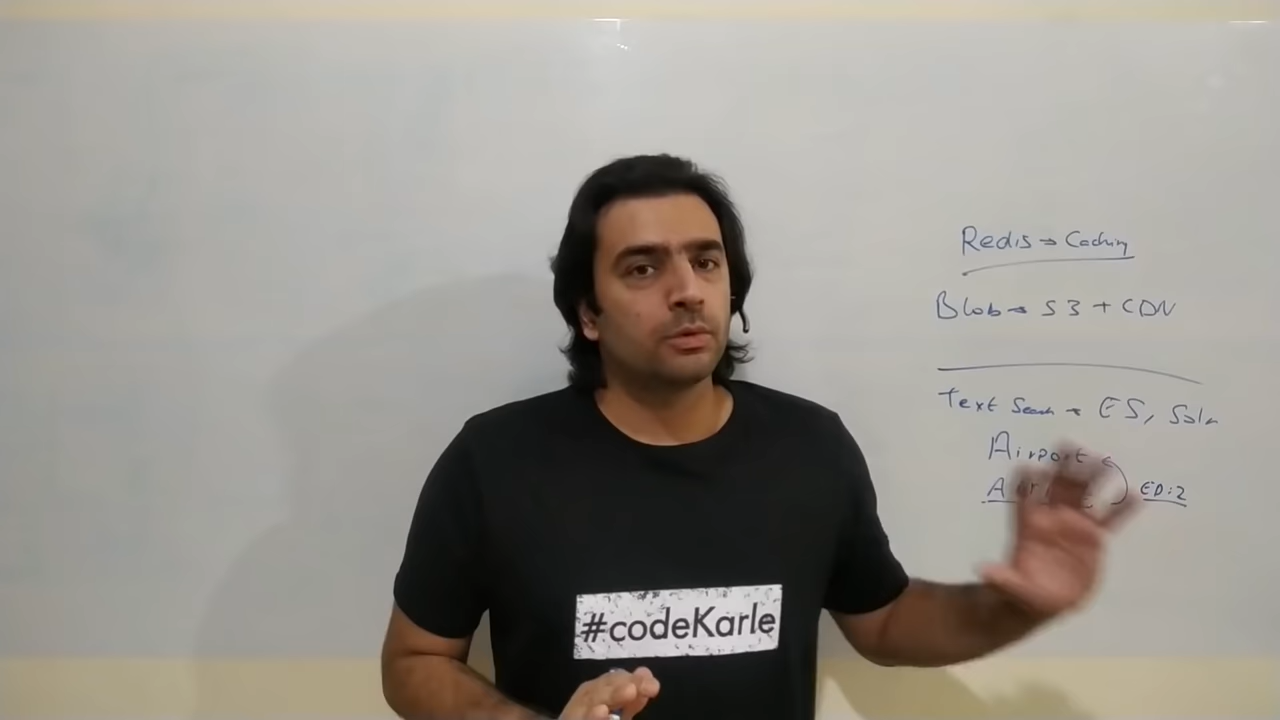 Redis → Caching
Blob → S3 + CDN
Text Search → ES, Solr
Airport
ED:2
#codeKarle